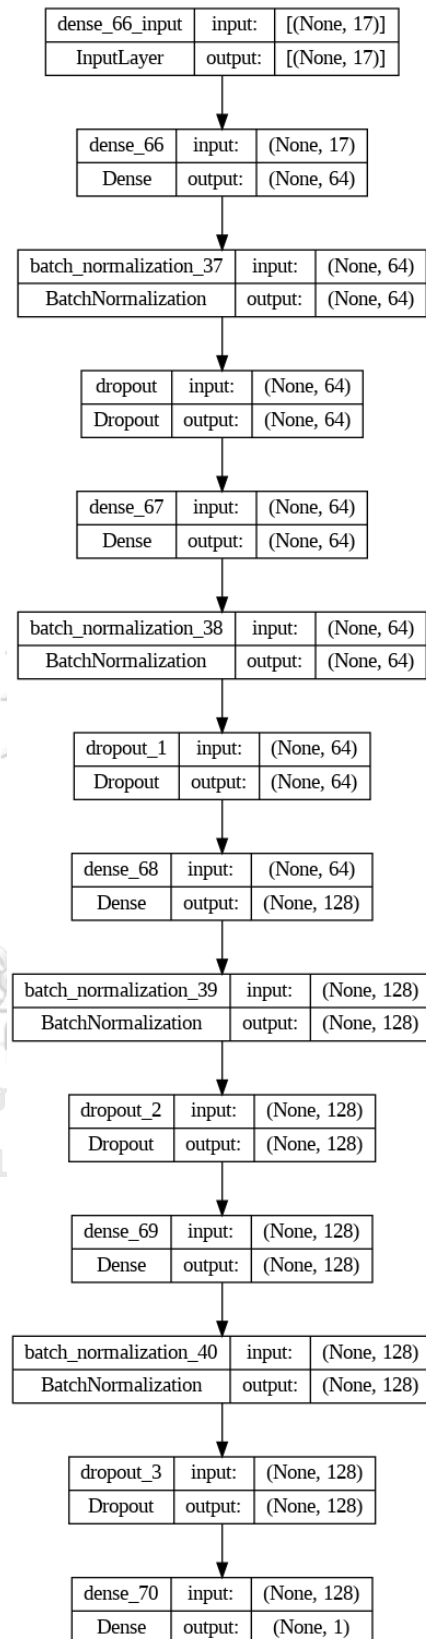 dense_66_input input: [(None, 17)]
InputLayer output: [(None, 17)]
dense_66 input: (None, 17)
Dense output: (None, 64)
batch_normalization_37 input: (None, 64)
BatchNormalization output: (None, 64)
dropout input: (None, 64)
Dropout output: (None, 64)
dense_67 input: (None, 64)
Dense output: (None, 64)
batch_normalization_38 input: (None, 64)
BatchNormalization output: (None, 64)
dropout_1 input: (None, 64)
Dropout output: (None, 64)
dense_68 input: (None, 64)
Dense output: (None, 128)
batch_normalization_39 input: (None, 128)
BatchNormalization output: (None, 128)
dropout_2 input: (None, 128)
Dropout output: (None, 128)
dense_69 input: (None, 128)
Dense output: (None, 128)
batch_normalization_40 input: (None, 128)
BatchNormalization output: (None, 128)
dropout_3 input: (None, 128)
Dropout output: (None, 128)
dense_70 input: (None, 128)
Dense output: (None, 1)